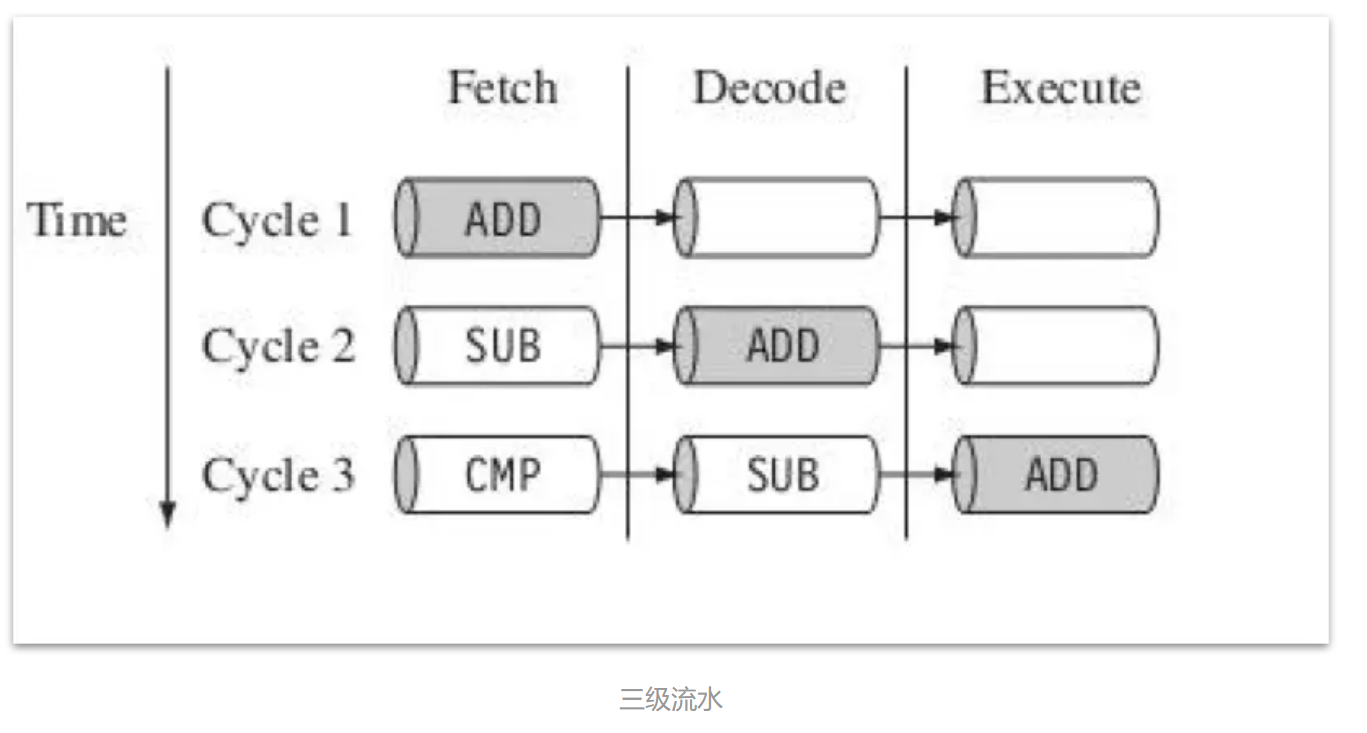 Fetch Decode Execute
Time Cycle 1 ADD
Cycle 2 SUB ADD
Cycle 3 CMP SUB ADD
三级流水